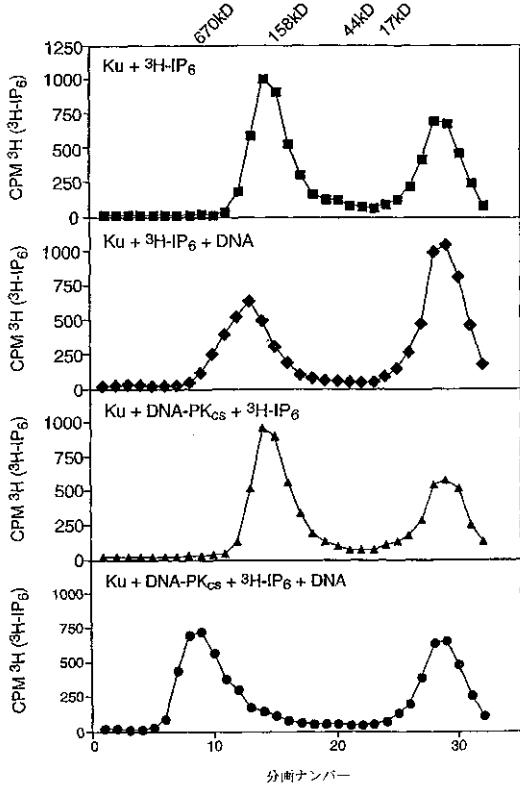 670kD 158kD 44kD 17kD
Ku + ³H-IP₆
CPM ³H (³H-IP₆)
1250
1000
750
500
250
0
Ku + ³H-IP₆ + DNA
CPM ³H (³H-IP₆)
1000
750
500
250
0
Ku + DNA-PKcs + ³H-IP₆
CPM ³H (³H-IP₆)
1000
750
500
250
0
Ku + DNA-PKcs + ³H-IP₆ + DNA
CPM ³H (³H-IP₆)
1000
750
500
250
0
0 10 20 30
分画ナンバー